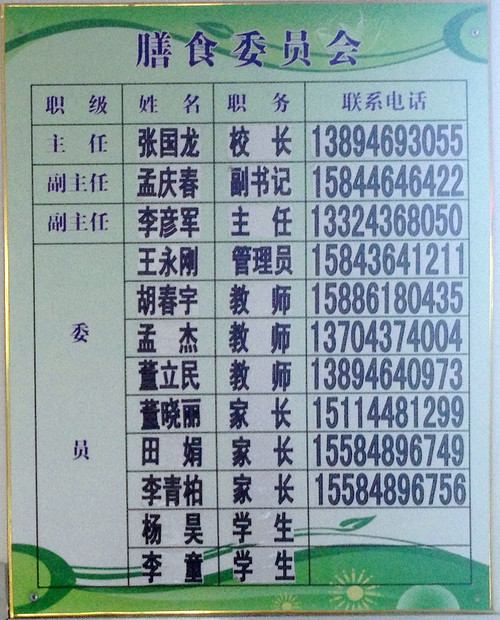 膳食委员会
职级 姓名 职务 联系电话
主任 张国龙 校长 13894693055
副主任 孟庆春 副书记 15844646422
副主任 李彦军 主任 13324368050
委员 王永刚 管理员 15843641211
胡春宇 教师 15886180435
孟杰 教师 13704374004
董立民 教师 13894640973
董晓丽 家长 15114481299
田娟 家长 15584896749
李青柏 家长 15584896756
杨昊 学生
李童 学生